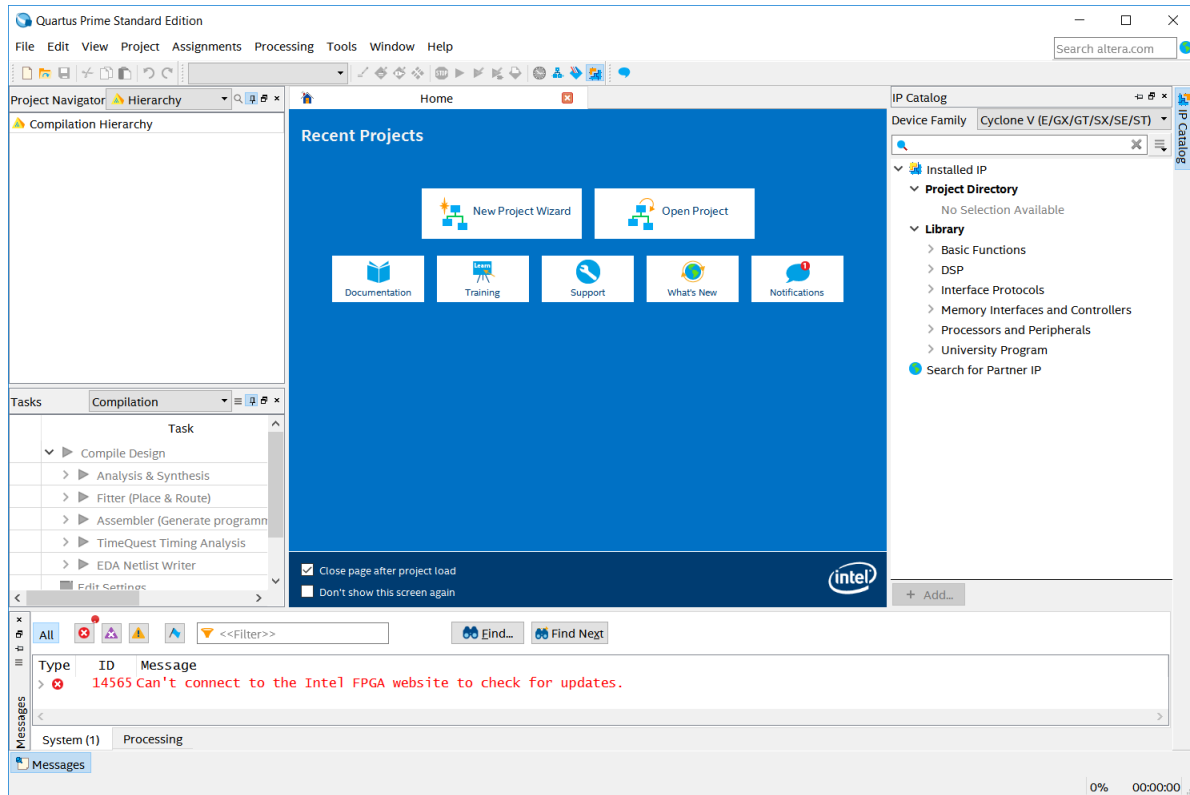 Quartus Prime Standard Edition
File Edit View Project Assignments Processing Tools Window Help
Search altera.com
Project Navigator Hierarchy
Compilation Hierarchy
Home
Recent Projects
New Project Wizard
Open Project
Learn
Documentation
Training
Support
What's New
1
Notifications
Close page after project load
Don't show this screen again
intel
IP Catalog
Device Family Cyclone V (E/GX/GT/SX/SE/ST)
Installed IP
Project Directory
No Selection Available
Library
Basic Functions
DSP
Interface Protocols
Memory Interfaces and Controllers
Processors and Peripherals
University Program
Search for Partner IP
+ Add...
IP Catalog
Tasks Compilation
Task
Compile Design
Analysis & Synthesis
Fitter (Place & Route)
Assembler (Generate programm
TimeQuest Timing Analysis
EDA Netlist Writer
Edit Settings
All
<<Filter>>
Find...
Find Next
Type ID Message
14565 Can't connect to the Intel FPGA website to check for updates.
System (1) Processing
Messages
Messages
0% 00:00:00